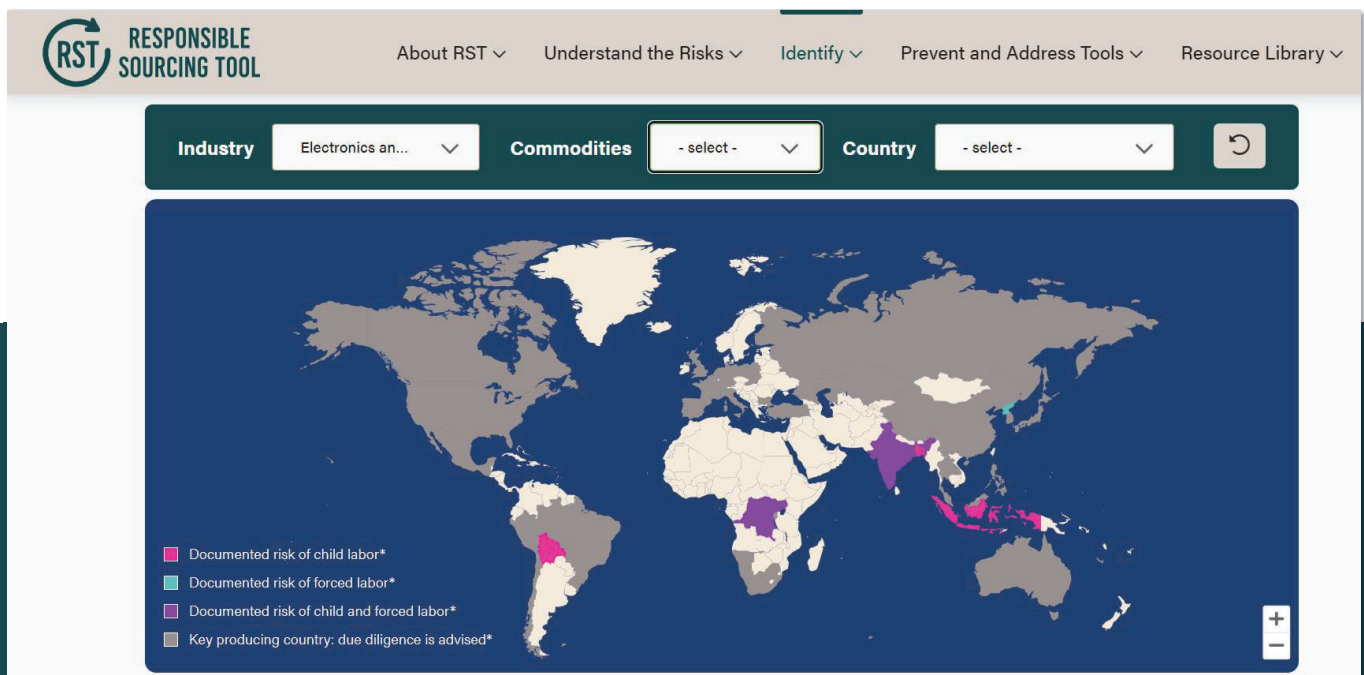 RST
RESPONSIBLE
SOURCING TOOL
About RST
Understand the Risks
Identify
Prevent and Address Tools
Resource Library
Industry
Electronics an...
Commodities
- select -
Country
- select -
Documented risk of child labor*
Documented risk of forced labor*
Documented risk of child and forced labor*
Key producing country: due diligence is advised*
+
−